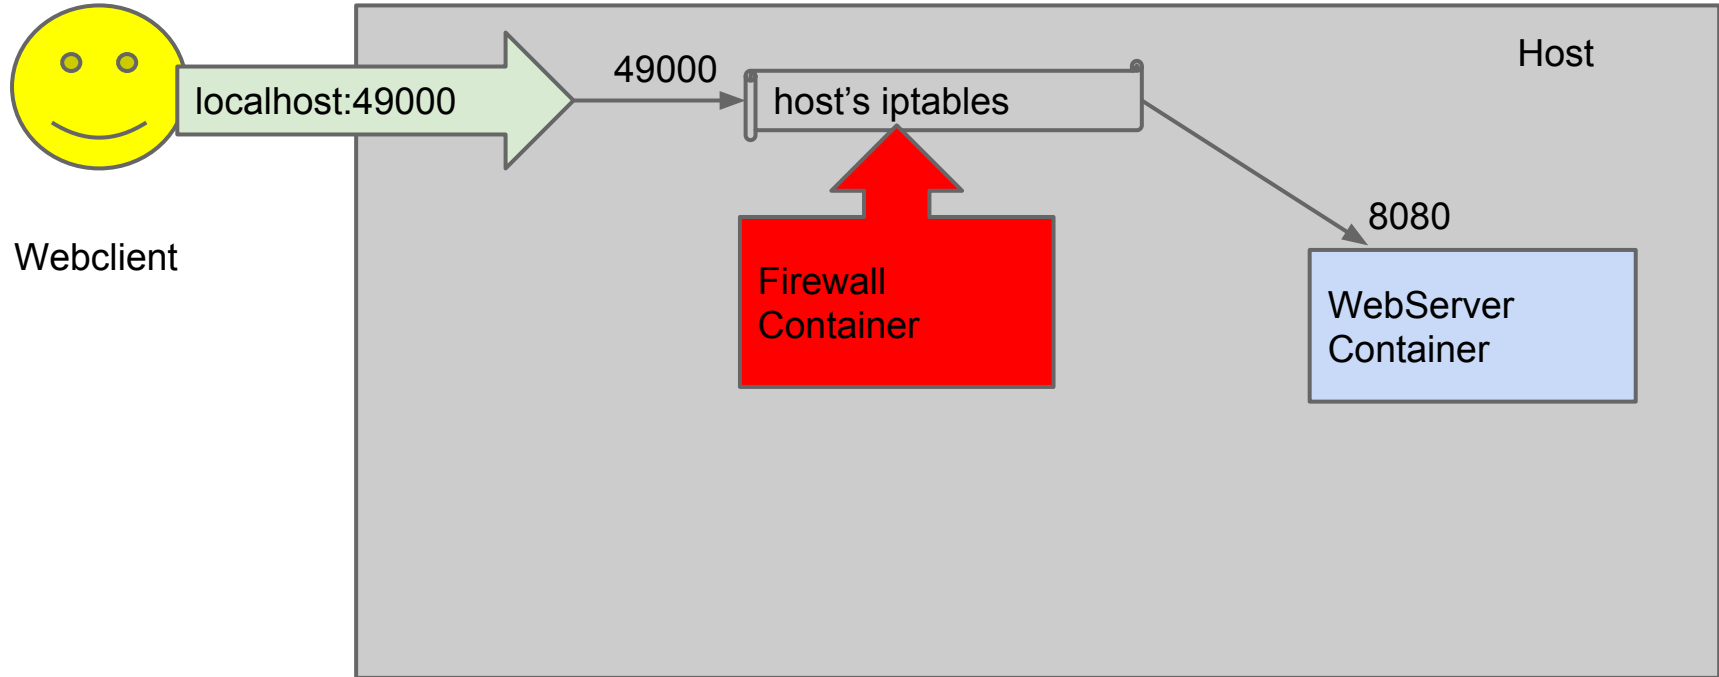 Host
49000
localhost:49000
host's iptables
8080
Webclient
Firewall
Container
WebServer
Container